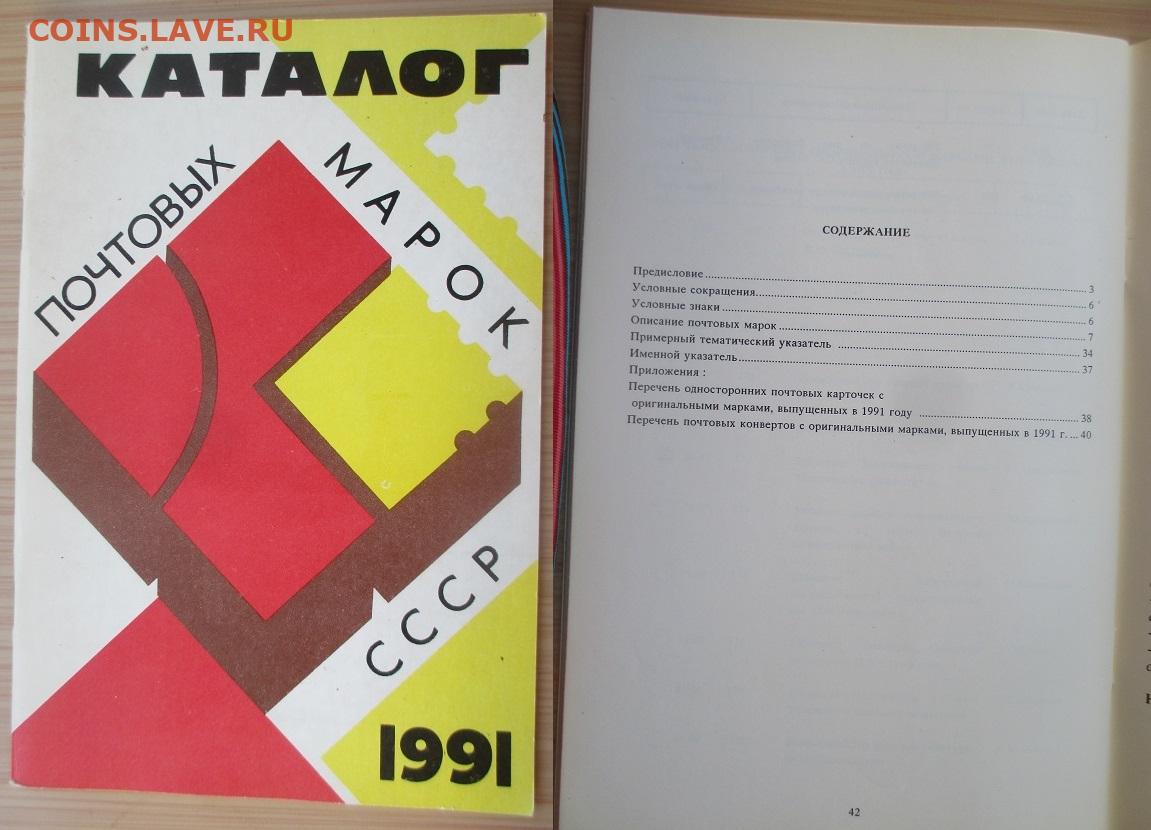 COINS.LAVE.RU
КАТАЛОГ
ПОЧТОВЫХ
МАРОК
СССР
1991
СОДЕРЖАНИЕ
Предисловие 3
Условные сокращения 6
Условные знаки 6
Описание почтовых марок 7
Примерный тематический указатель 34
Именной указатель 37
Приложения :
Перечень односторонних почтовых карточек с
оригинальными марками, выпущенных в 1991 году 38
Перечень почтовых конвертов с оригинальными марками, выпущенных в 1991 г. ... 40
42